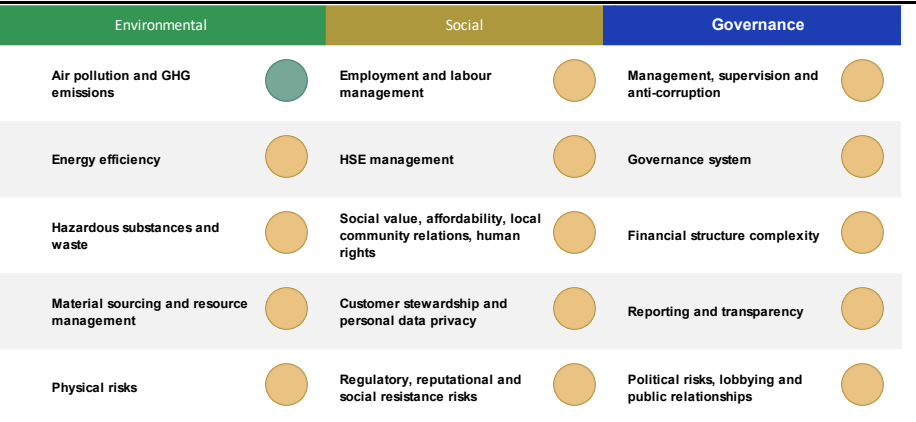 Environmental
Social
Governance
Air pollution and GHG
emissions
Employment and labour
management
Management, supervision and
anti-corruption
Energy efficiency
HSE management
Governance system
Hazardous substances and
waste
Social value, affordability, local
community relations, human
rights
Financial structure complexity
Material sourcing and resource
management
Customer stewardship and
personal data privacy
Reporting and transparency
Physical risks
Regulatory, reputational and
social resistance risks
Political risks, lobbying and
public relationships